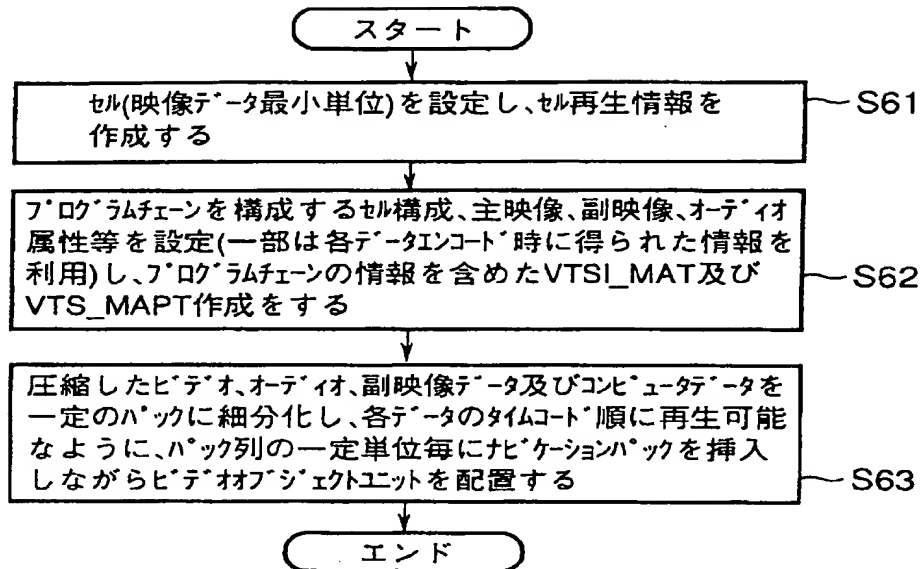 スタート
セル(映像データ最小単位)を設定し、セル再生情報を
作成する
S61
プログラムチェーンを構成するセル構成、主映像、副映像、オーディオ
属性等を設定(一部は各データエンコード時に得られた情報を
利用)し、プログラムチェーンの情報を含めたVTSI_MAT及び
VTS_MAPT作成をする
S62
圧縮したビデオ、オーディオ、副映像データ及びコンピュータデータを
一定のパックに細分化し、各データのタイムコード順に再生可能
なように、パック列の一定単位毎にナビゲーションパックを挿入
しながらビデオオブジェクトユニットを配置する
S63
エンド